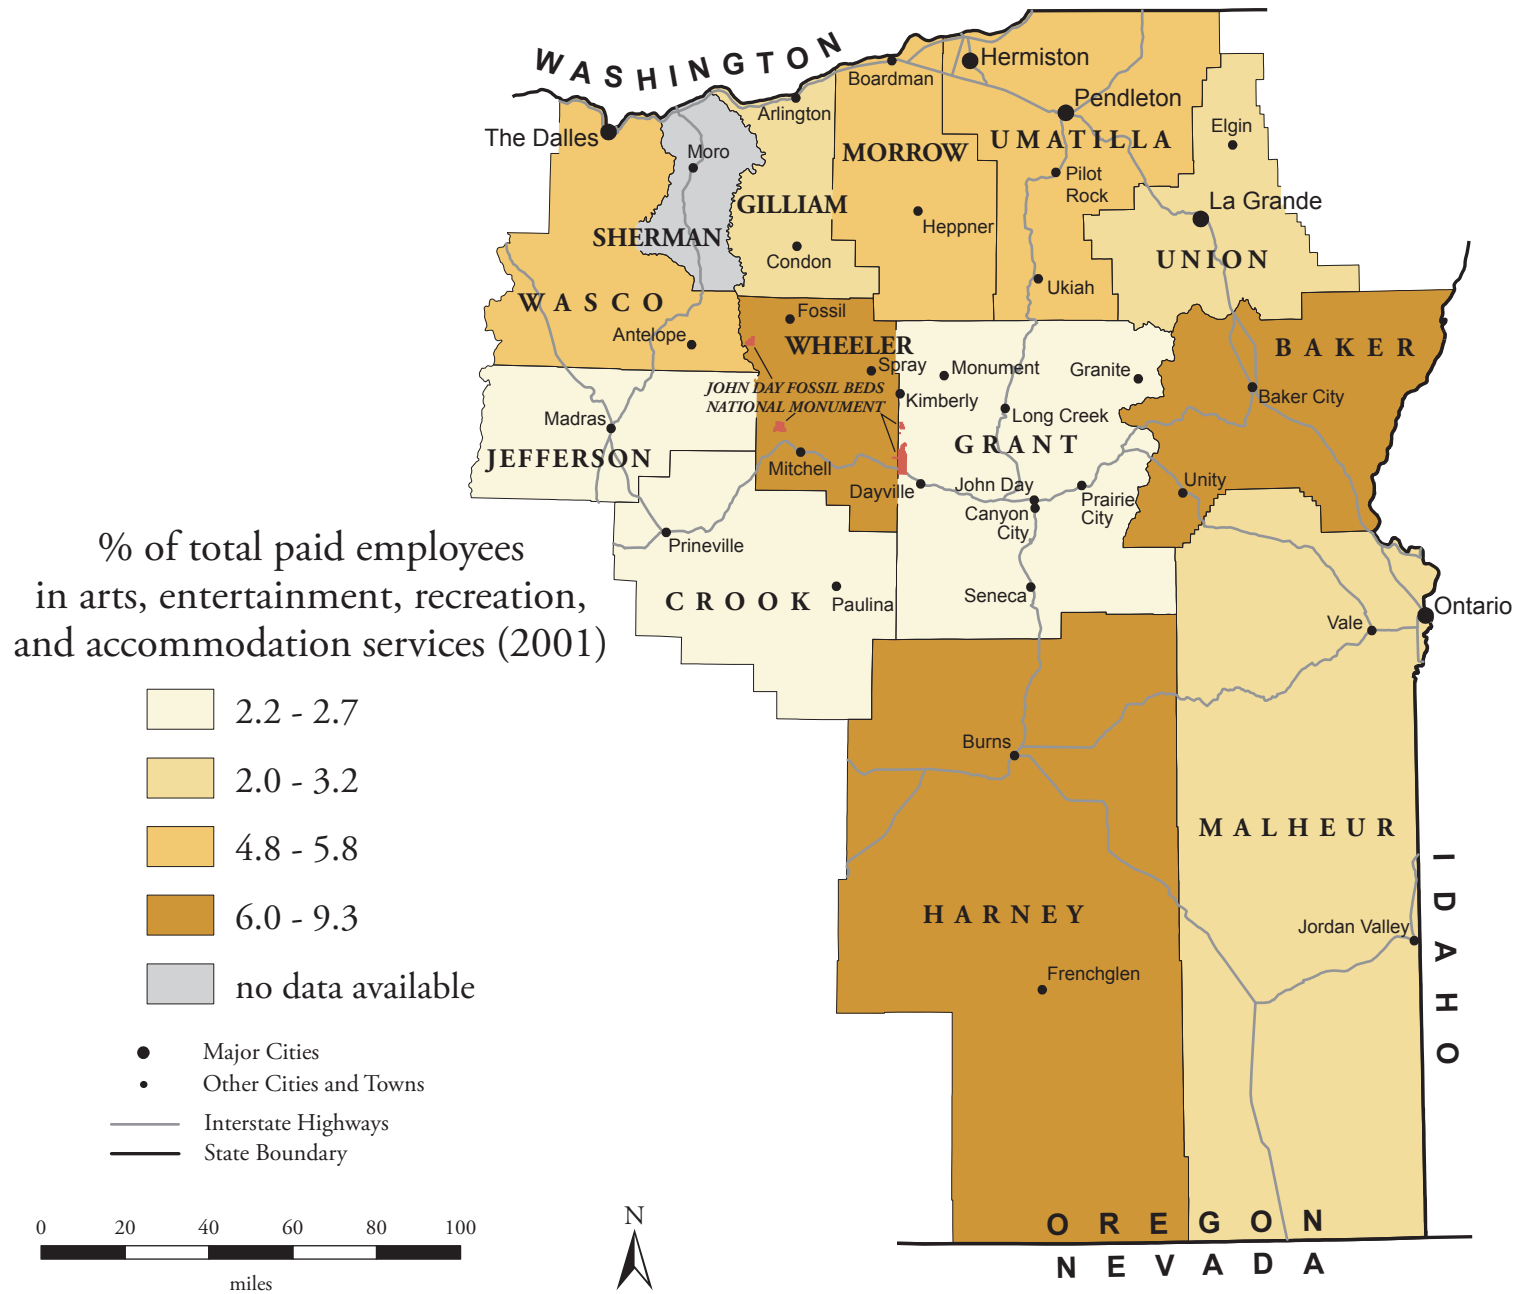 WASHINGTON
Hermiston
Boardman
Pendleton
Arlington
The Dalles
Elgin
UMATILLA
MORROW
Moro
Pilot
Rock
La Grande
GILLIAM
Heppner
SHERMAN
Condon
UNION
Ukiah
WASCO
Fossil
Antelope
WHEELER
BAKER
Spray
Monument
Granite
JOHN DAY FOSSIL BEDS
NATIONAL MONUMENT
Kimberly
Baker City
Long Creek
Madras
GRANT
JEFFERSON
Mitchell
Dayville
John Day
Prairie
City
Unity
Canyon
City
Prineville
Seneca
CROOK
Paulina
Ontario
Vale
Burns
MALHEUR
HARNEY
Jordan Valley
Frenchglen
IDAHO
OREGON
NEVADA
% of total paid employees
in arts, entertainment, recreation,
and accommodation services (2001)
2.2 - 2.7
2.0 - 3.2
4.8 - 5.8
6.0 - 9.3
no data available
Major Cities
Other Cities and Towns
Interstate Highways
State Boundary
0 20 40 60 80 100
miles
N